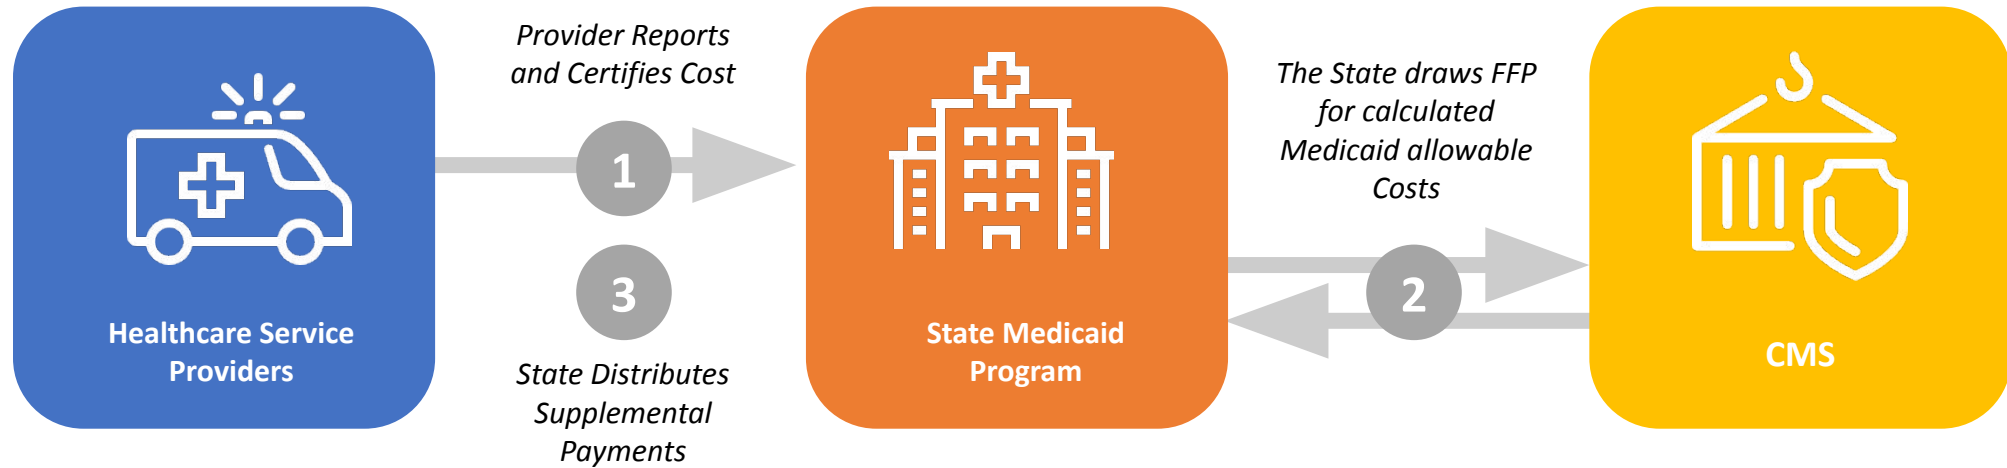 Provider Reports
and Certifies Cost
1
3
State Distributes
Supplemental
Payments
Healthcare Service
Providers
State Medicaid
Program
The State draws FFP
for calculated
Medicaid allowable
Costs
2
CMS